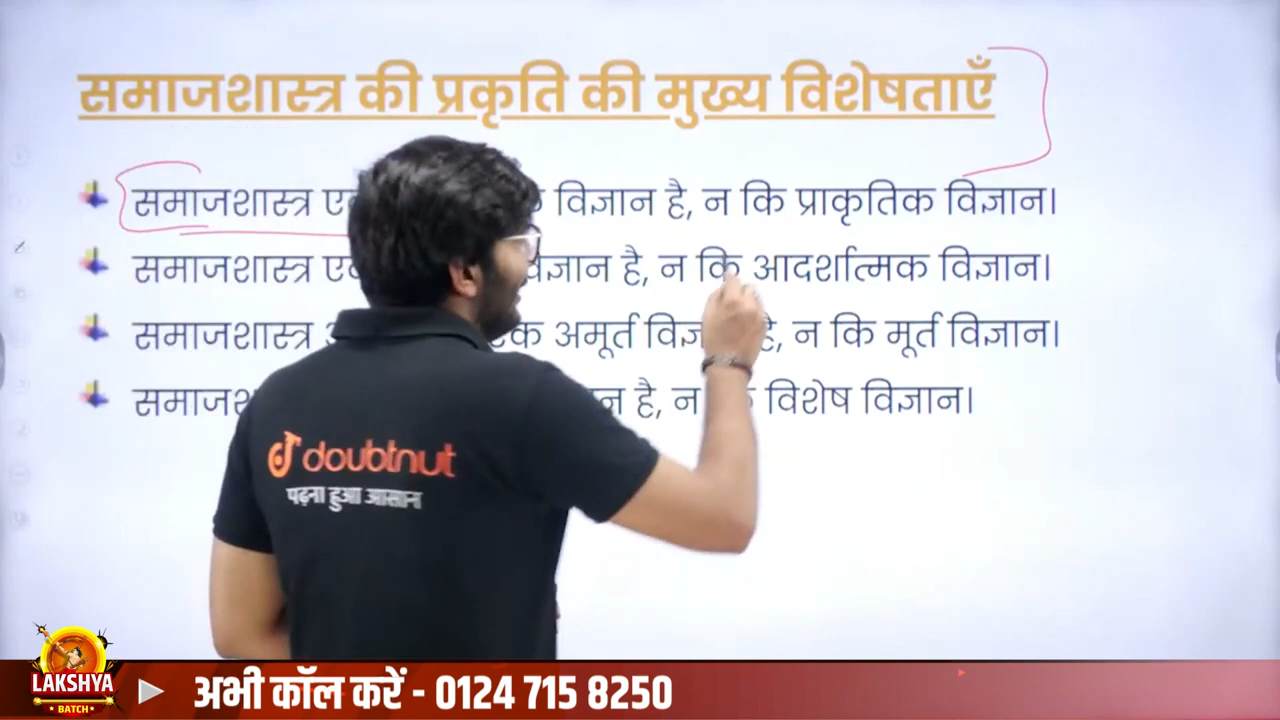 समाजशास्त्र की प्रकृति की मुख्य विशेषताएँ
समाजशास्त्र विज्ञान है, न कि प्राकृतिक विज्ञान।
समाजशास्त्र विज्ञान है, न कि आदर्शात्मक विज्ञान।
समाजशास्त्र अमूर्त है, न कि मूर्त विज्ञान।
है, न विशेष विज्ञान।
doubtnut
पढ़ना हुआ आसान
LAKSHYA
BATCH
अभी कॉल करें - 0124 715 8250